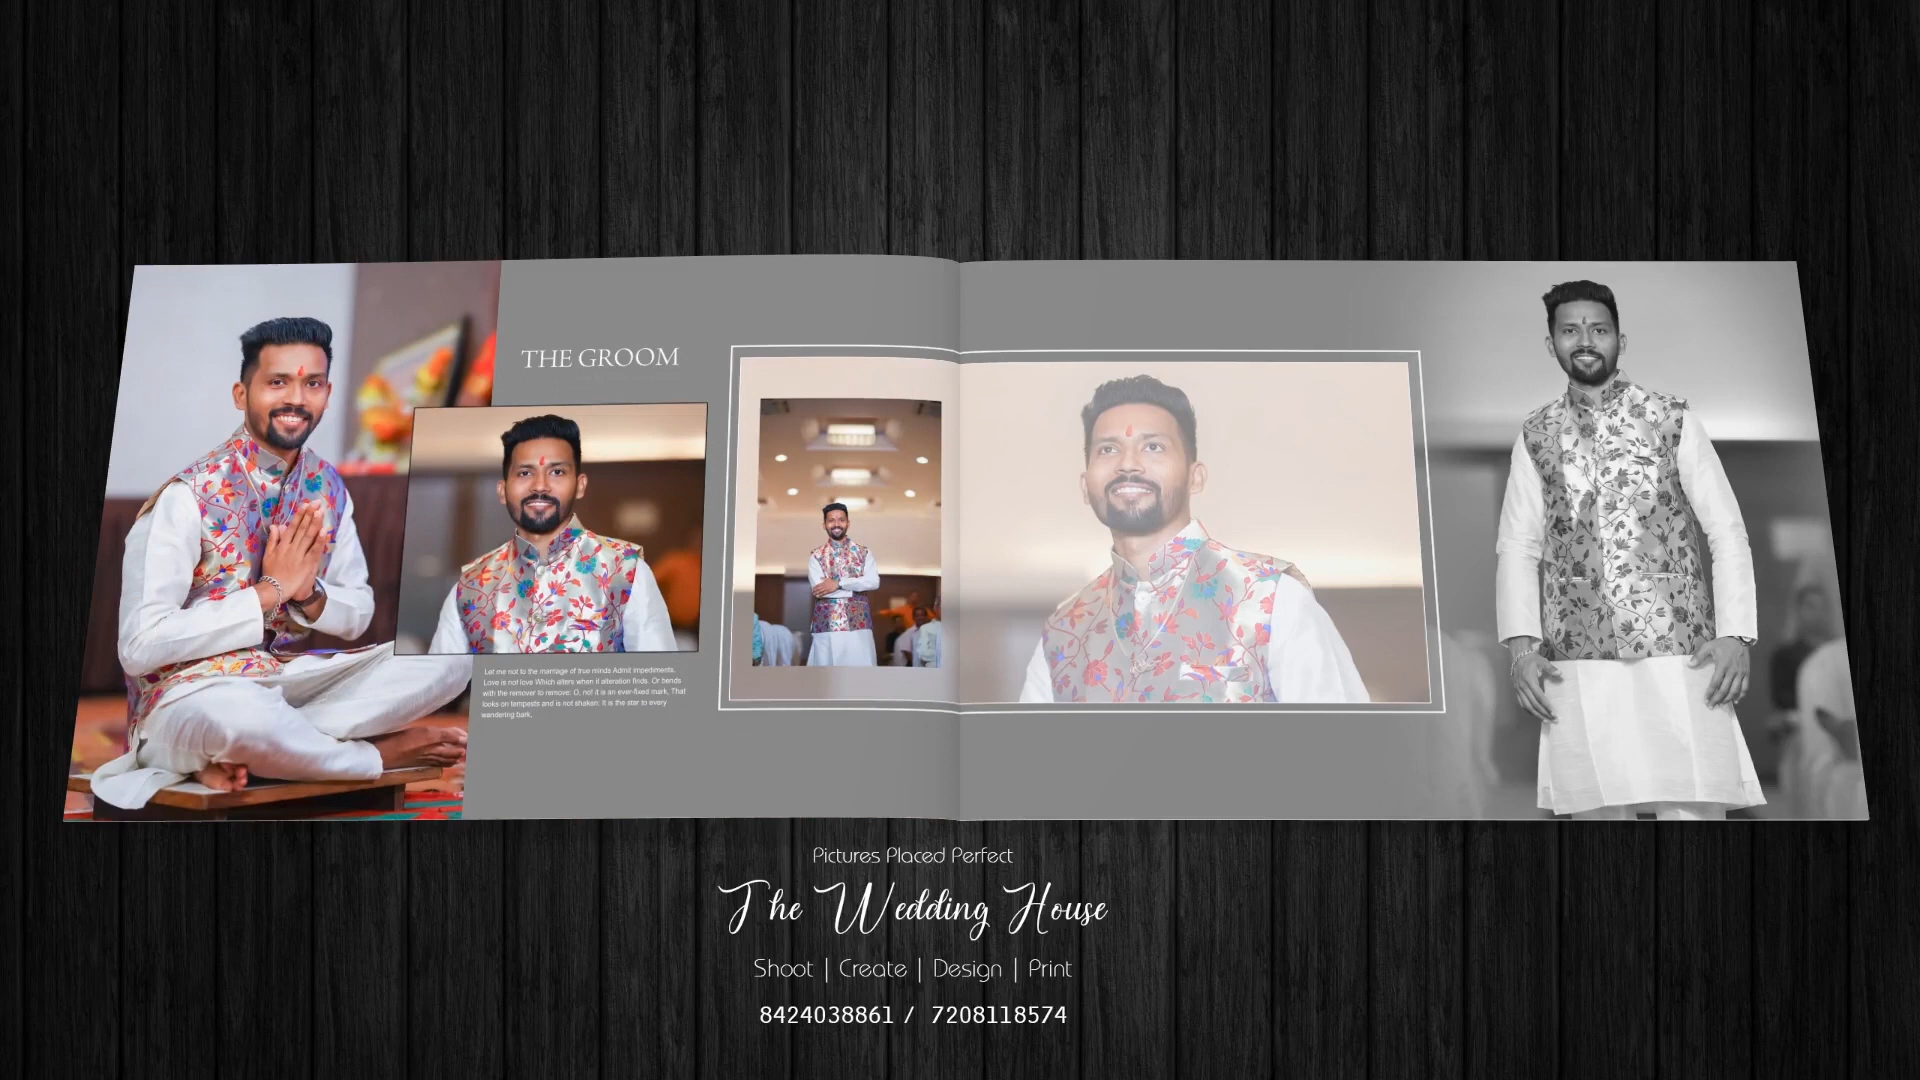 THE GROOM
Let me not to the marriage of true minds Admit impediments.
Love is not love Which alters when it alteration finds. Or bends
with the remover to remove: O, no! it is an ever-fixed mark, That
looks on tempests and is not shaken: It is the star to every
wandering bark,
Pictures Placed Perfect
The Wedding House
Shoot | Create | Design | Print
8424038861 / 7208118574